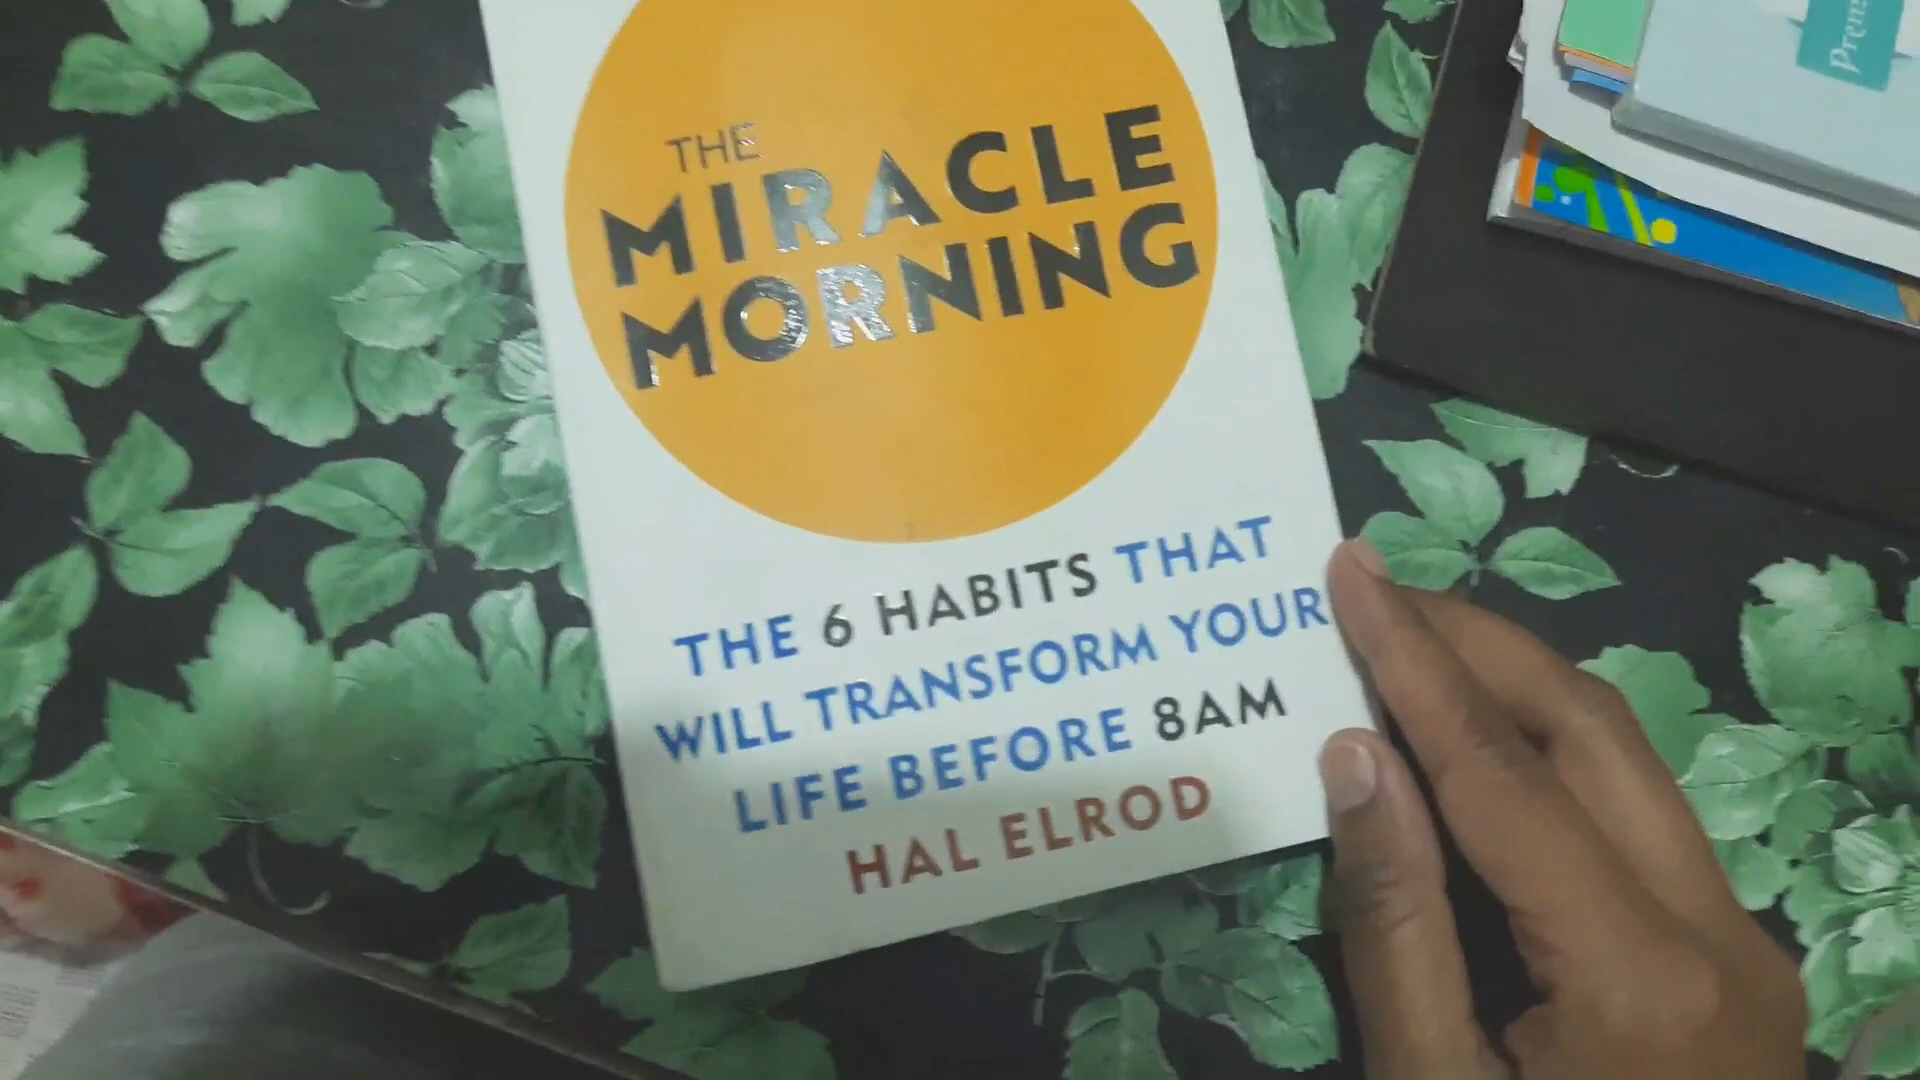 THE
MIRACLE
MORNING
THE 6 HABITS THAT
WILL TRANSFORM YOUR
LIFE BEFORE 8AM
HAL ELROD